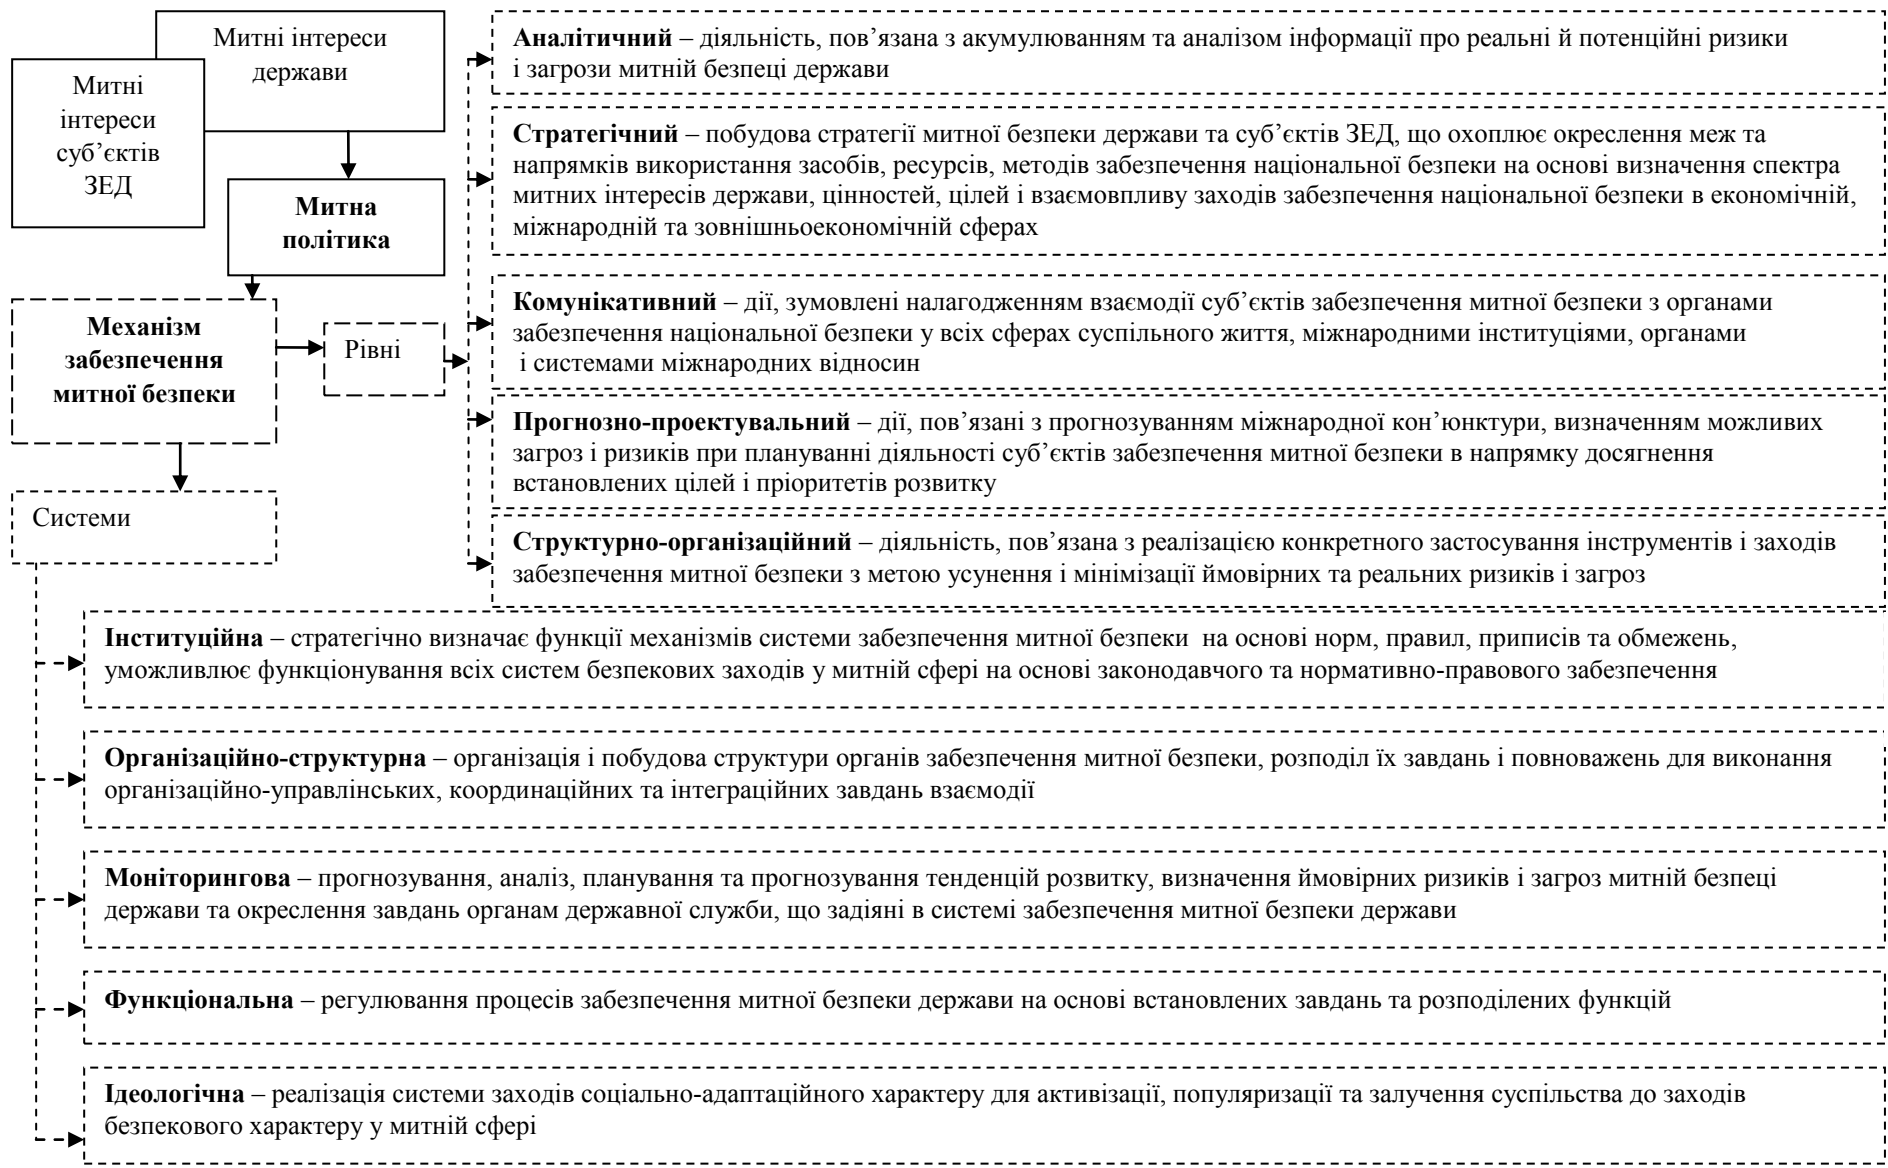 Митні інтереси
держави
Митні
інтереси
суб’єктів
ЗЕД
Митна
політика
Механізм
забезпечення
митної безпеки
Рівні
Системи
Аналітичний – діяльність, пов’язана з акумулюванням та аналізом інформації про реальні й потенційні ризики
і загрози митній безпеці держави
Стратегічний – побудова стратегії митної безпеки держави та суб’єктів ЗЕД, що охоплює окреслення меж та
напрямків використання засобів, ресурсів, методів забезпечення національної безпеки на основі визначення спектра
митних інтересів держави, цінностей, цілей і взаємовпливу заходів забезпечення національної безпеки в економічній,
міжнародній та зовнішньоекономічній сферах
Комунікативний – дії, зумовлені налагодженням взаємодії суб’єктів забезпечення митної безпеки з органами
забезпечення національної безпеки у всіх сферах суспільного життя, міжнародними інституціями, органами
і системами міжнародних відносин
Прогнозно-проектувальний – дії, пов’язані з прогнозуванням міжнародної кон’юнктури, визначенням можливих
загроз і ризиків при плануванні діяльності суб’єктів забезпечення митної безпеки в напрямку досягнення
встановлених цілей і пріоритетів розвитку
Структурно-організаційний – діяльність, пов’язана з реалізацією конкретного застосування інструментів і заходів
забезпечення митної безпеки з метою усунення і мінімізації ймовірних та реальних ризиків і загроз
Інституційна – стратегічно визначає функції механізмів системи забезпечення митної безпеки на основі норм, правил, приписів та обмежень,
уможливлює функціонування всіх систем безпекових заходів у митній сфері на основі законодавчого та нормативно-правового забезпечення
Організаційно-структурна – організація і побудова структури органів забезпечення митної безпеки, розподіл їх завдань і повноважень для виконання
організаційно-управлінських, координаційних та інтеграційних завдань взаємодії
Моніторингова – прогнозування, аналіз, планування та прогнозування тенденцій розвитку, визначення ймовірних ризиків і загроз митній безпеці
держави та окреслення завдань органам державної служби, що задіяні в системі забезпечення митної безпеки держави
Функціональна – регулювання процесів забезпечення митної безпеки держави на основі встановлених завдань та розподілених функцій
Ідеологічна – реалізація системи заходів соціально-адаптаційного характеру для активізації, популяризації та залучення суспільства до заходів
безпекового характеру у митній сфері